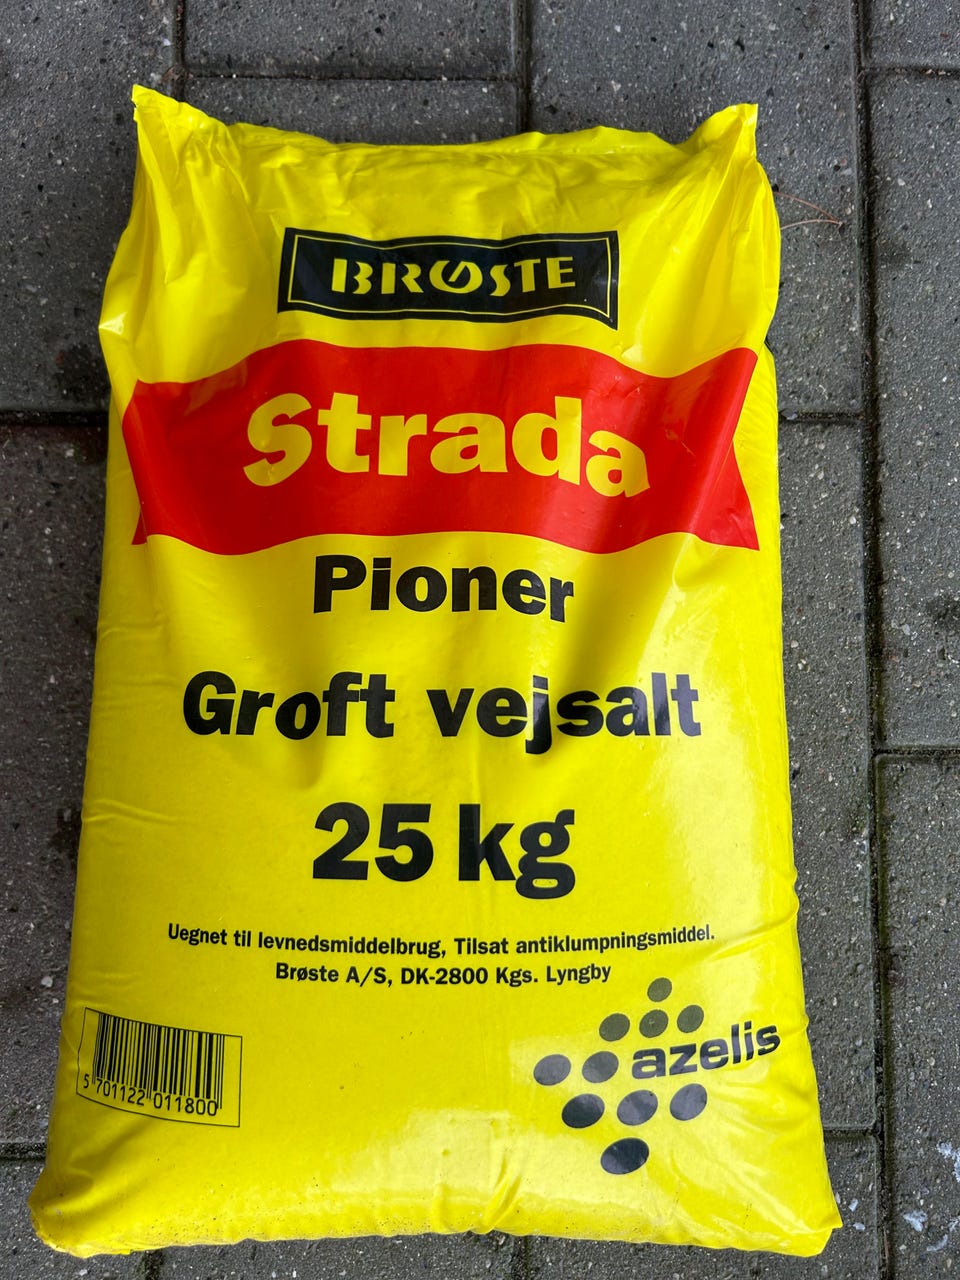 BRØSTE
Strada
Pioner
Groft vejsalt
25 kg
Uegnet til levnedsmiddelbrug, Tilsat antiklumpningsmiddel.
Brøste A/S, DK-2800 Kgs. Lyngby
azelis
5 701122 011800